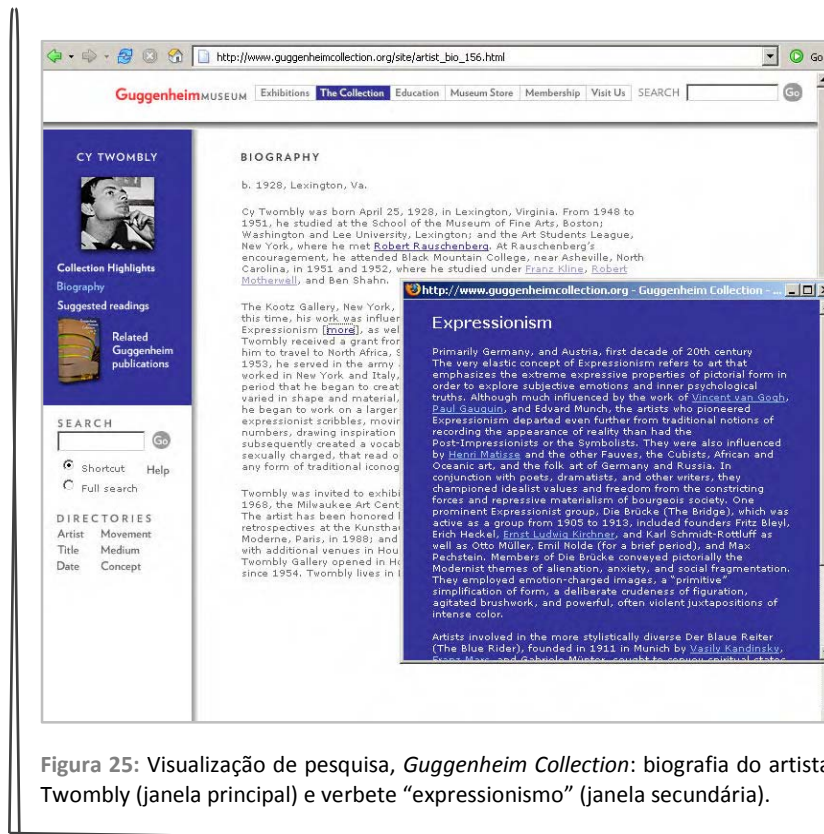 http://www.guggenheimcollection.org/site/artist_bio_156.html
Go
GuggenheimMUSEUM Exhibitions The Collection Education Museum Store Membership Visit Us SEARCH Go
CY TWOMBLY
Collection Highlights
Biography
Suggested readings
Related
Guggenheim
publications
SEARCH
Go
Shortcut Help
Full search
DIRECTORIES
Artist Movement
Title Medium
Date Concept
BIOGRAPHY
b. 1928, Lexington, Va.
Cy Twombly was born April 25, 1928, in Lexington, Virginia. From 1948 to
1951, he studied at the School of the Museum of Fine Arts, Boston;
Washington and Lee University, Lexington; and the Art Students League,
New York, where he met Robert Rauschenberg. At Rauschenberg's
encouragement, he attended Black Mountain College, near Asheville, North
Carolina, in 1951 and 1952, where he studied under Franz Kline, Robert
Motherwell, and Ben Shahn.
The Kootz Gallery, New York,
this time, his work was influen
Expressionism [more], as wel
Twombly received a grant fron
him to travel to North Africa, S
1953, he served in the army
worked in New York and Italy,
period that he began to creat
varied in shape and material,
he began to work on a larger
expressionist scribbles, movin
numbers, drawing inspiration
subsequently created a vocab
sexually charged, that read o
any form of traditional iconog
Twombly was invited to exhibi
1968, the Milwaukee Art Cent
The artist has been honored
retrospectives at the Kunstha
Moderne, Paris, in 1988; and
with additional venues in Hou
Twombly Gallery opened in Ho
since 1954. Twombly lives in
http://www.guggenheimcollection.org - Guggenheim Collection - ...
Expressionism
Primarily Germany, and Austria, first decade of 20th century
The very elastic concept of Expressionism refers to art that
emphasizes the extreme expressive properties of pictorial form in
order to explore subjective emotions and inner psychological
truths. Although much influenced by the work of Vincent van Gogh,
Paul Gauguin, and Edvard Munch, the artists who pioneered
Expressionism departed even further from traditional notions of
recording the appearance of reality than had the
Post-Impressionists or the Symbolists. They were also influenced
by Henri Matisse and the other Fauves, the Cubists, African and
Oceanic art, and the folk art of Germany and Russia. In
conjunction with poets, dramatists, and other writers, they
championed idealist values and freedom from the constricting
forces and repressive materialism of bourgeois society. One
prominent Expressionist group, Die Brücke (The Bridge), which was
active as a group from 1905 to 1913, included founders Fritz Bleyl,
Erich Heckel, Ernst Ludwig Kirchner, and Karl Schmidt-Rottluff as
well as Otto Müller, Emil Nolde (for a brief period), and Max
Pechstein. Members of Die Brücke conveyed pictorially the
Modernist themes of alienation, anxiety, and social fragmentation.
They employed emotion-charged images, a "primitive"
simplification of form, a deliberate crudeness of figuration,
agitated brushwork, and powerful, often violent juxtapositions of
intense color.
Artists involved in the more stylistically diverse Der Blaue Reiter
(The Blue Rider), founded in 1911 in Munich by Vasily Kandinsky,
Franz Marc, and Gabriele Münter, sought to convey spiritual states
Figura 25: Visualização de pesquisa, Guggenheim Collection: biografia do artista
Twombly (janela principal) e verbete “expressionismo” (janela secundária).